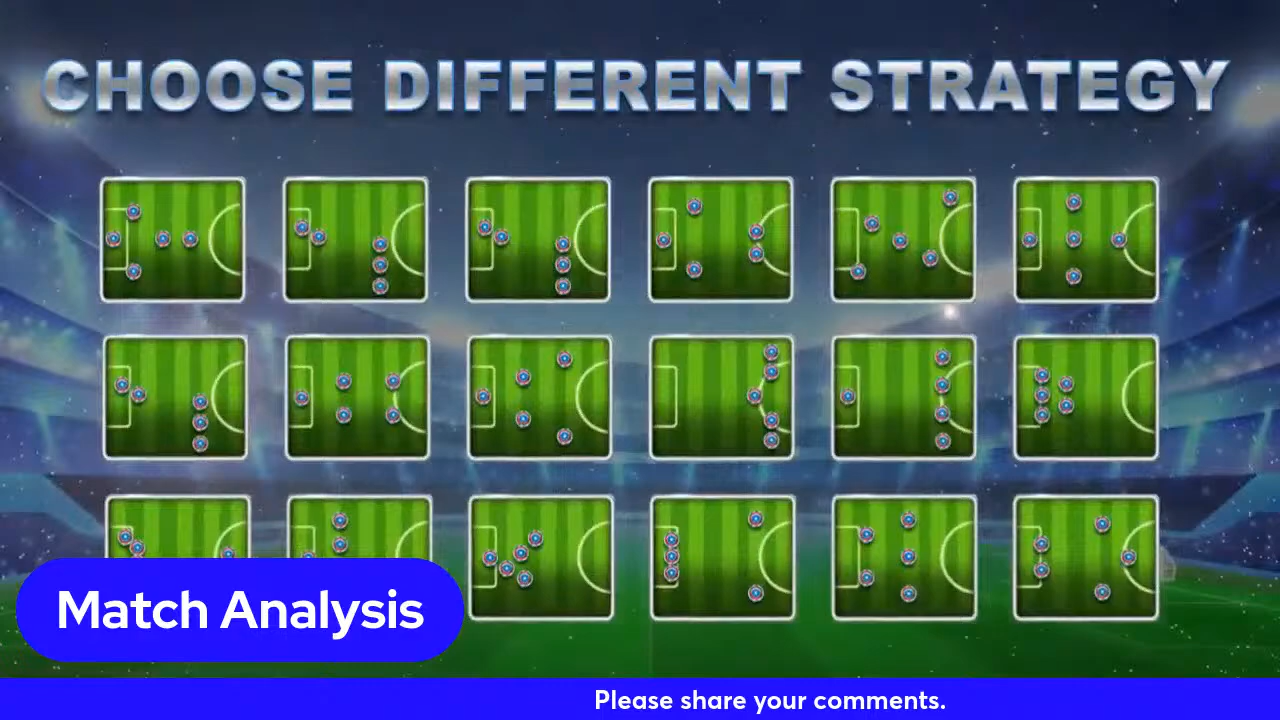 CHOOSE DIFFERENT STRATEGY
Match Analysis
Please share your comments.